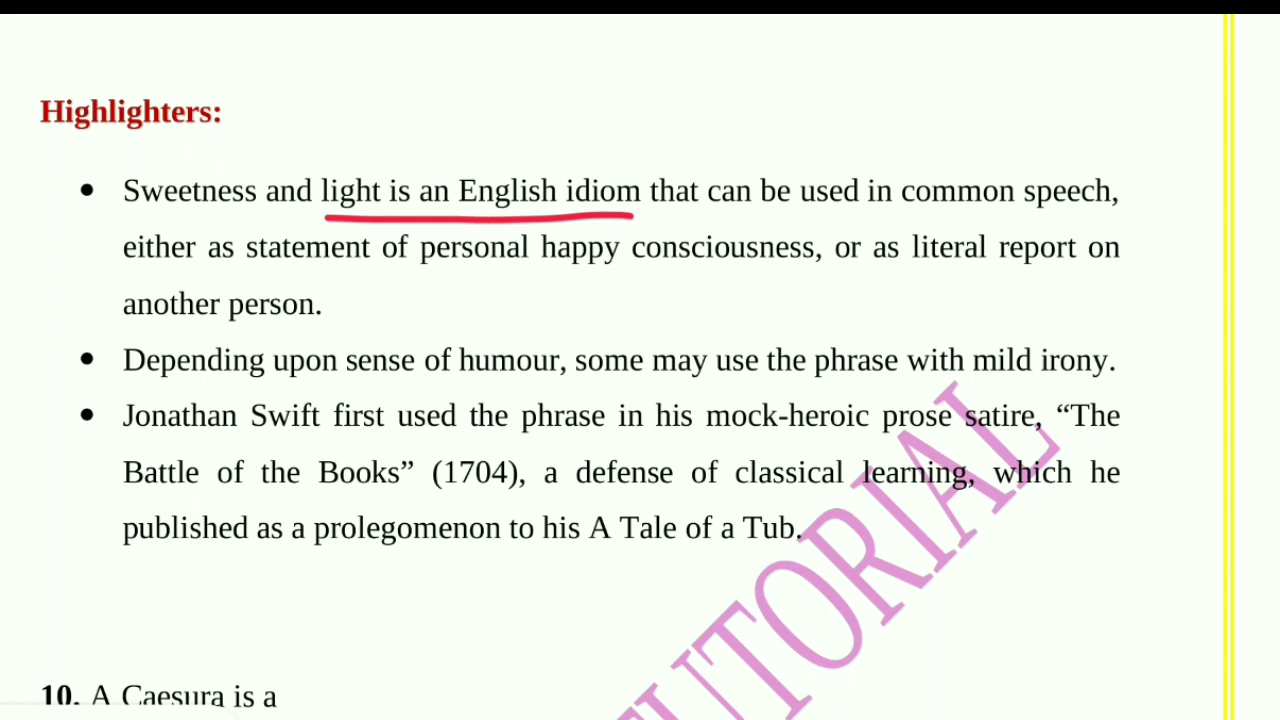 Highlighters:
• Sweetness and light is an English idiom that can be used in common speech,
either as statement of personal happy consciousness, or as literal report on
another person.
• Depending upon sense of humour, some may use the phrase with mild irony.
• Jonathan Swift first used the phrase in his mock-heroic prose satire, “The
Battle of the Books” (1704), a defense of classical learning, which he
published as a prolegomenon to his A Tale of a Tub.
10. A Caesura is a
TUTORIAL